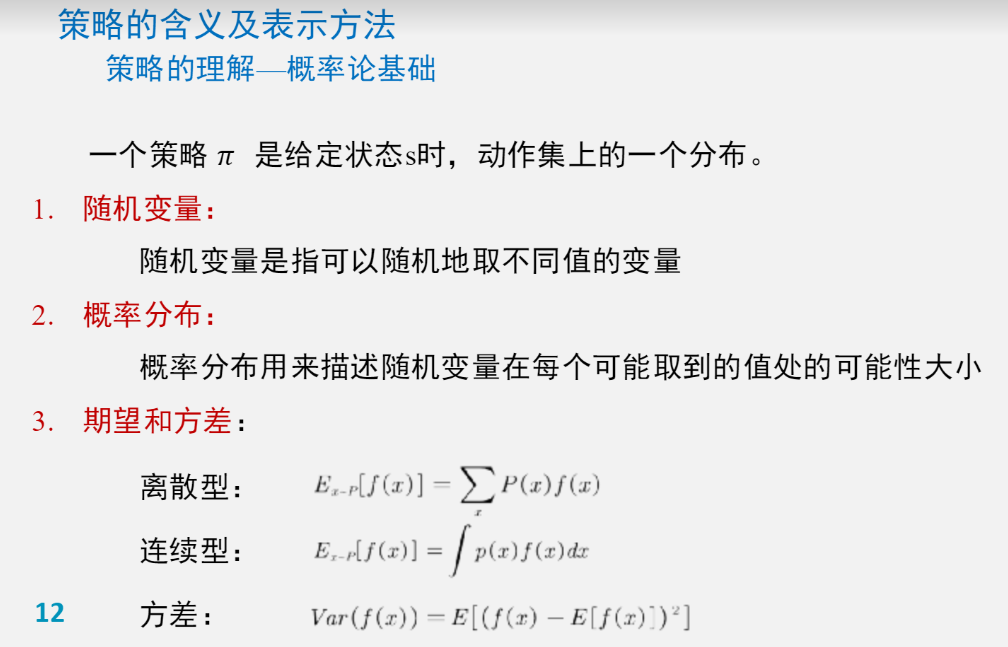 策略的含义及表示方法
策略的理解—概率论基础
一个策略 π 是给定状态s时，动作集上的一个分布。
1. 随机变量：
随机变量是指可以随机地取不同值的变量
2. 概率分布：
概率分布用来描述随机变量在每个可能取到的值处的可能性大小
3. 期望和方差：
离散型： E_{x~P}[f(x)] = ∑_x P(x)f(x)
连续型： E_{x~P}[f(x)] = ∫ p(x)f(x)dx
方差： Var(f(x)) = E[(f(x) − E[f(x)])²]
12